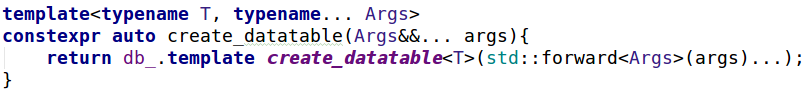 template<typename T, typename... Args>
constexpr auto create_datatable(Args&&... args){
    return db_.template create_datatable<T>(std::forward<Args>(args)...);
}